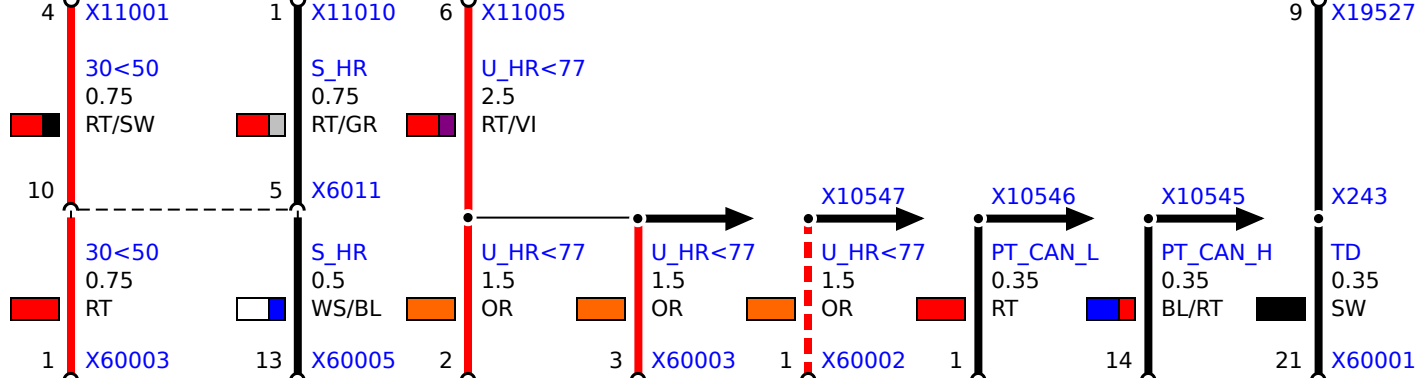 4 X11001 1 X11010 6 X11005 9 X19527
30<50 S_HR U_HR<77
0.75 0.75 2.5
RT/SW RT/GR RT/VI
10 5 X6011 X10547 X10546 X10545 X243
30<50 S_HR U_HR<77 U_HR<77 U_HR<77 PT_CAN_L PT_CAN_H TD
0.75 0.5 1.5 1.5 1.5 0.35 0.35 0.35
RT WS/BL OR OR OR RT BL/RT SW
1 X60003 13 X60005 2 3 X60003 1 X60002 1 14 21 X60001